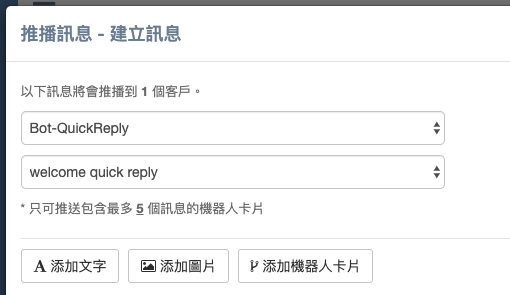 推播訊息 - 建立訊息
以下訊息將會推播到 1 個客戶。
Bot-QuickReply
welcome quick reply
* 只可推送包含最多 5 個訊息的機器人卡片
A 添加文字 添加圖片 添加機器人卡片